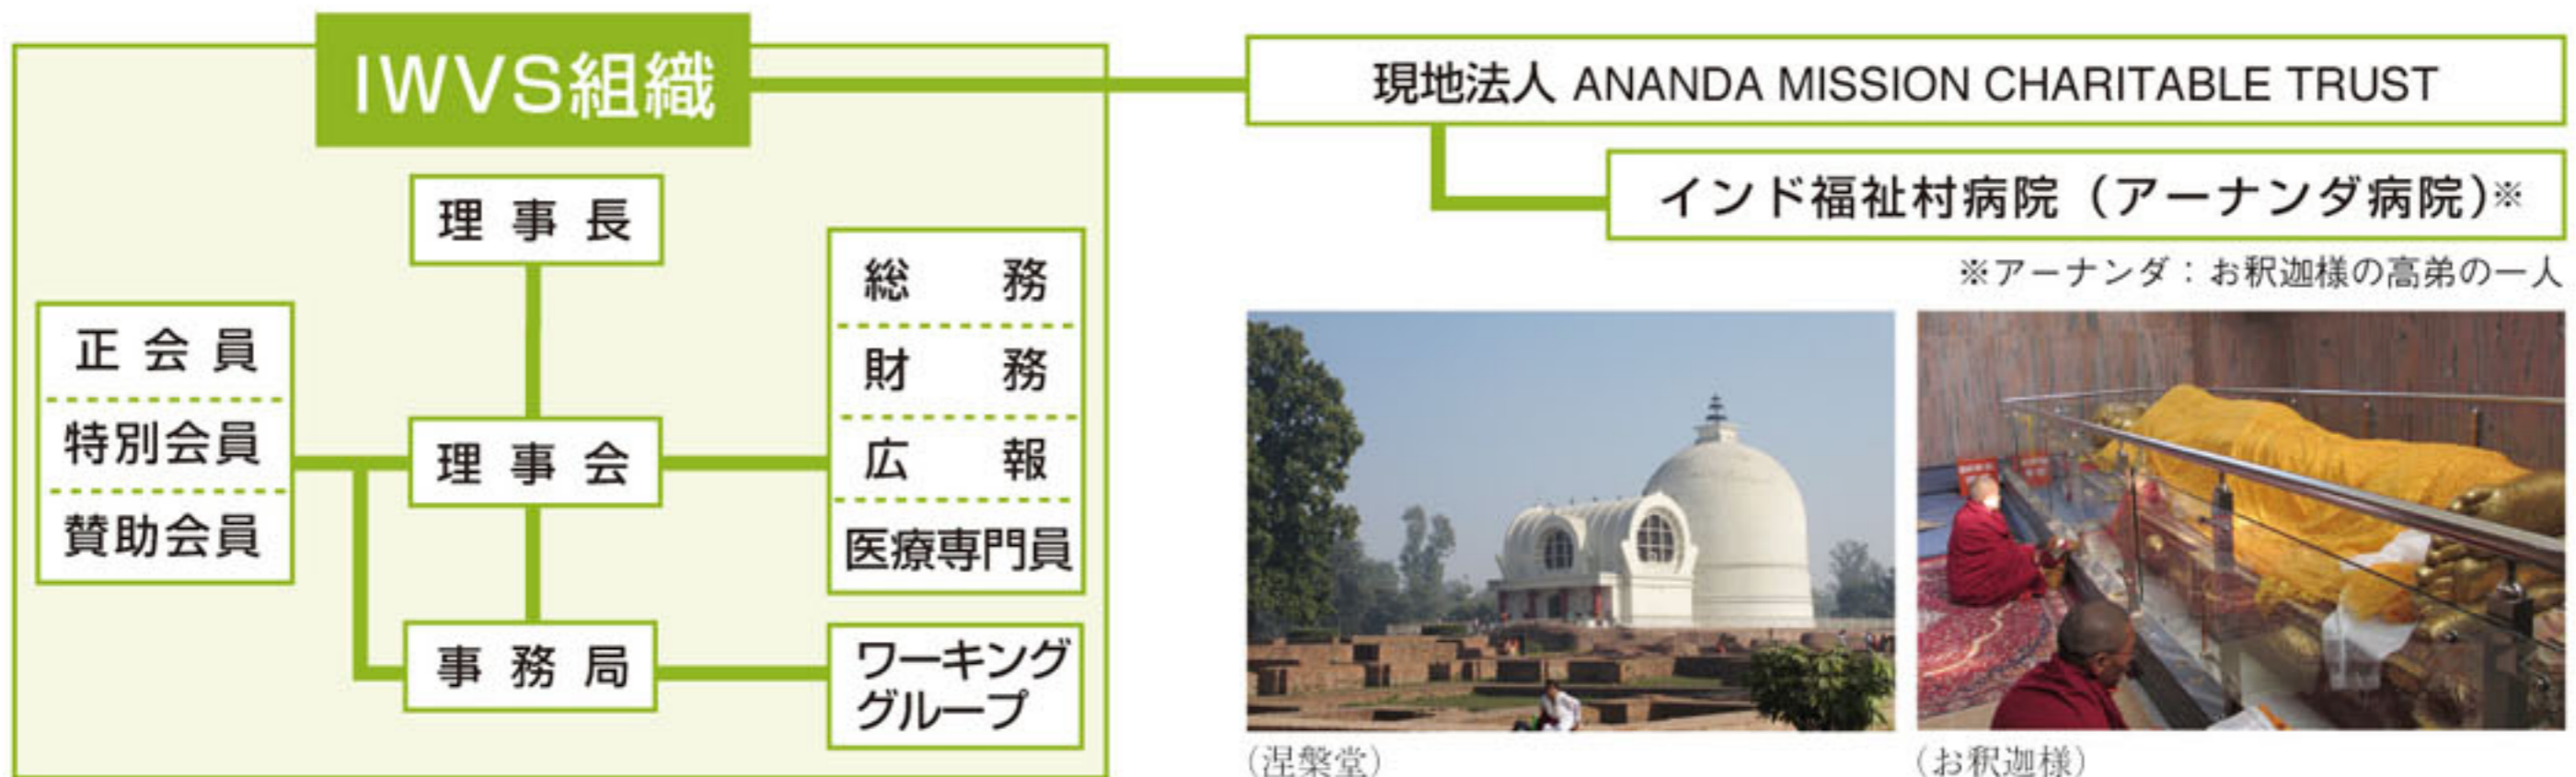 IWVS組織
理事長
正会員
特別会員
賛助会員
理事会
事務局
総務
財務
広報
医療専門員
ワーキング
グループ
現地法人 ANANDA MISSION CHARITABLE TRUST
インド福祉村病院（アーナンダ病院）※
※アーナンダ：お釈迦様の高弟の一人
（涅槃堂）
（お釈迦様）